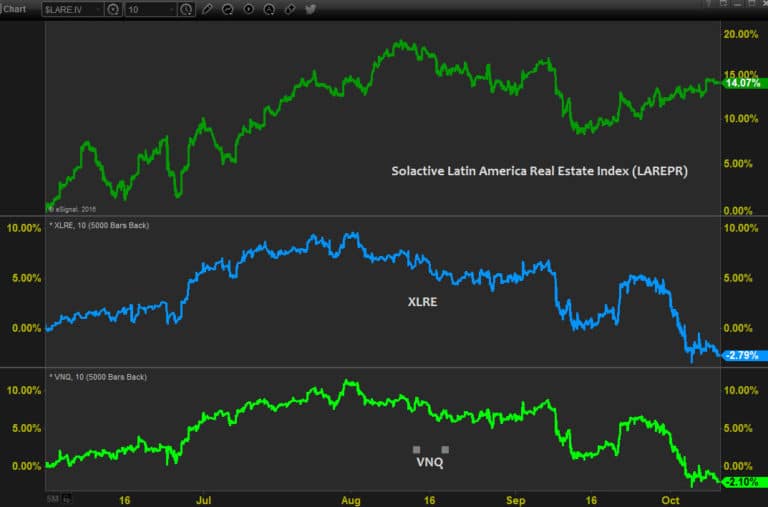 Chart $LARE.IV 10
20.00%
15.00%
14.07%
10.00%
5.00%
0.00%
Solactive Latin America Real Estate Index (LAREPR)
© eSignal, 2016
* XLRE, 10 (5000 Bars Back)
10.00% 10.00%
5.00% 5.00%
XLRE
0.00% 0.00%
-2.79%
* VNQ, 10 (5000 Bars Back)
10.00% 10.00%
5.00% 5.00%
VNQ
0.00% 0.00%
-2.10%
5M 16 Jul Aug 16 Sep 16 Oct